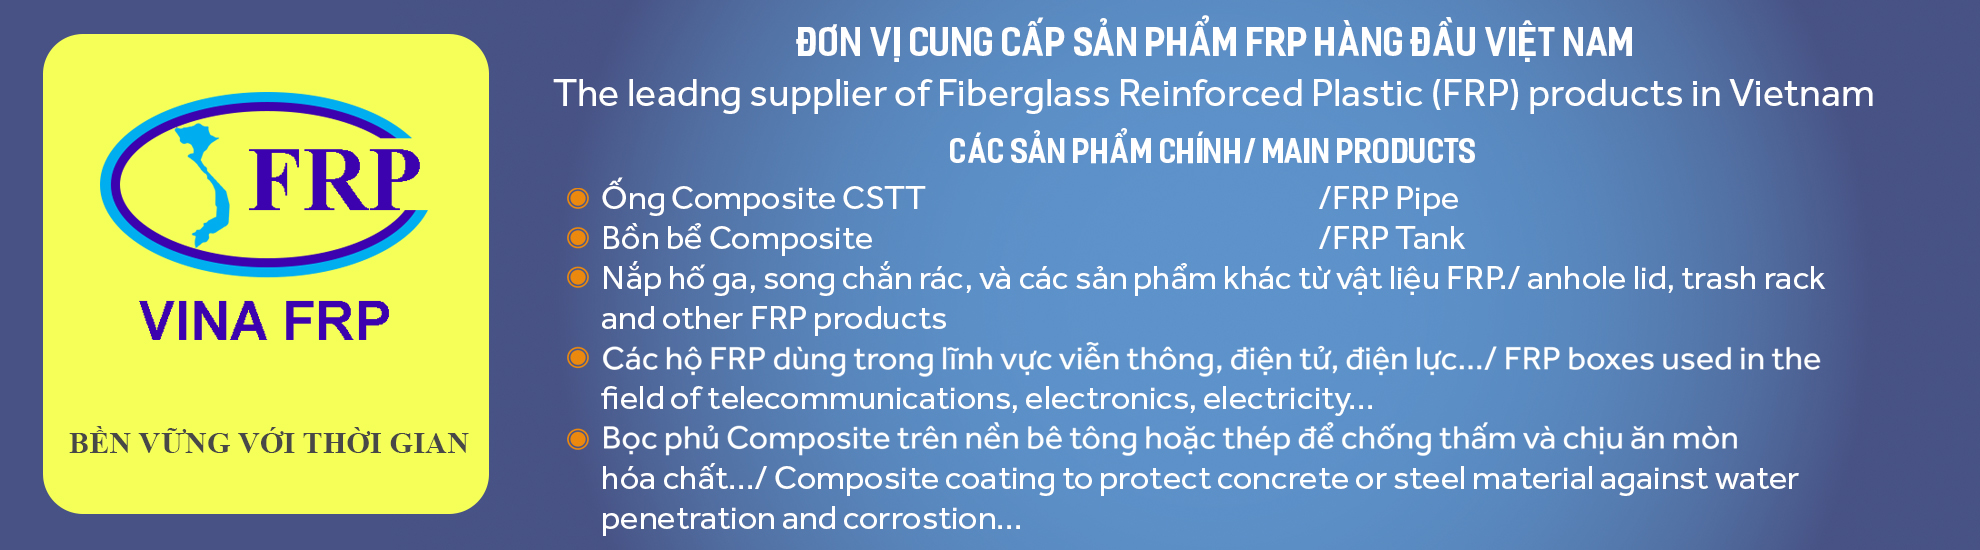 FRP
VINA FRP
BỀN VỮNG VỚI THỜI GIAN
ĐƠN VỊ CUNG CẤP SẢN PHẨM FRP HÀNG ĐẦU VIỆT NAM
The leadng supplier of Fiberglass Reinforced Plastic (FRP) products in Vietnam
CÁC SẢN PHẨM CHÍNH/ MAIN PRODUCTS
Ống Composite CSTT /FRP Pipe
Bồn bể Composite /FRP Tank
Nắp hố ga, song chắn rác, và các sản phẩm khác từ vật liệu FRP./ anhole lid, trash rack
and other FRP products
Các hộ FRP dùng trong lĩnh vực viễn thông, điện tử, điện lực.../ FRP boxes used in the
field of telecommunications, electronics, electricity...
Bọc phủ Composite trên nền bê tông hoặc thép để chống thấm và chịu ăn mòn
hóa chất.../ Composite coating to protect concrete or steel material against water
penetration and corrostion...